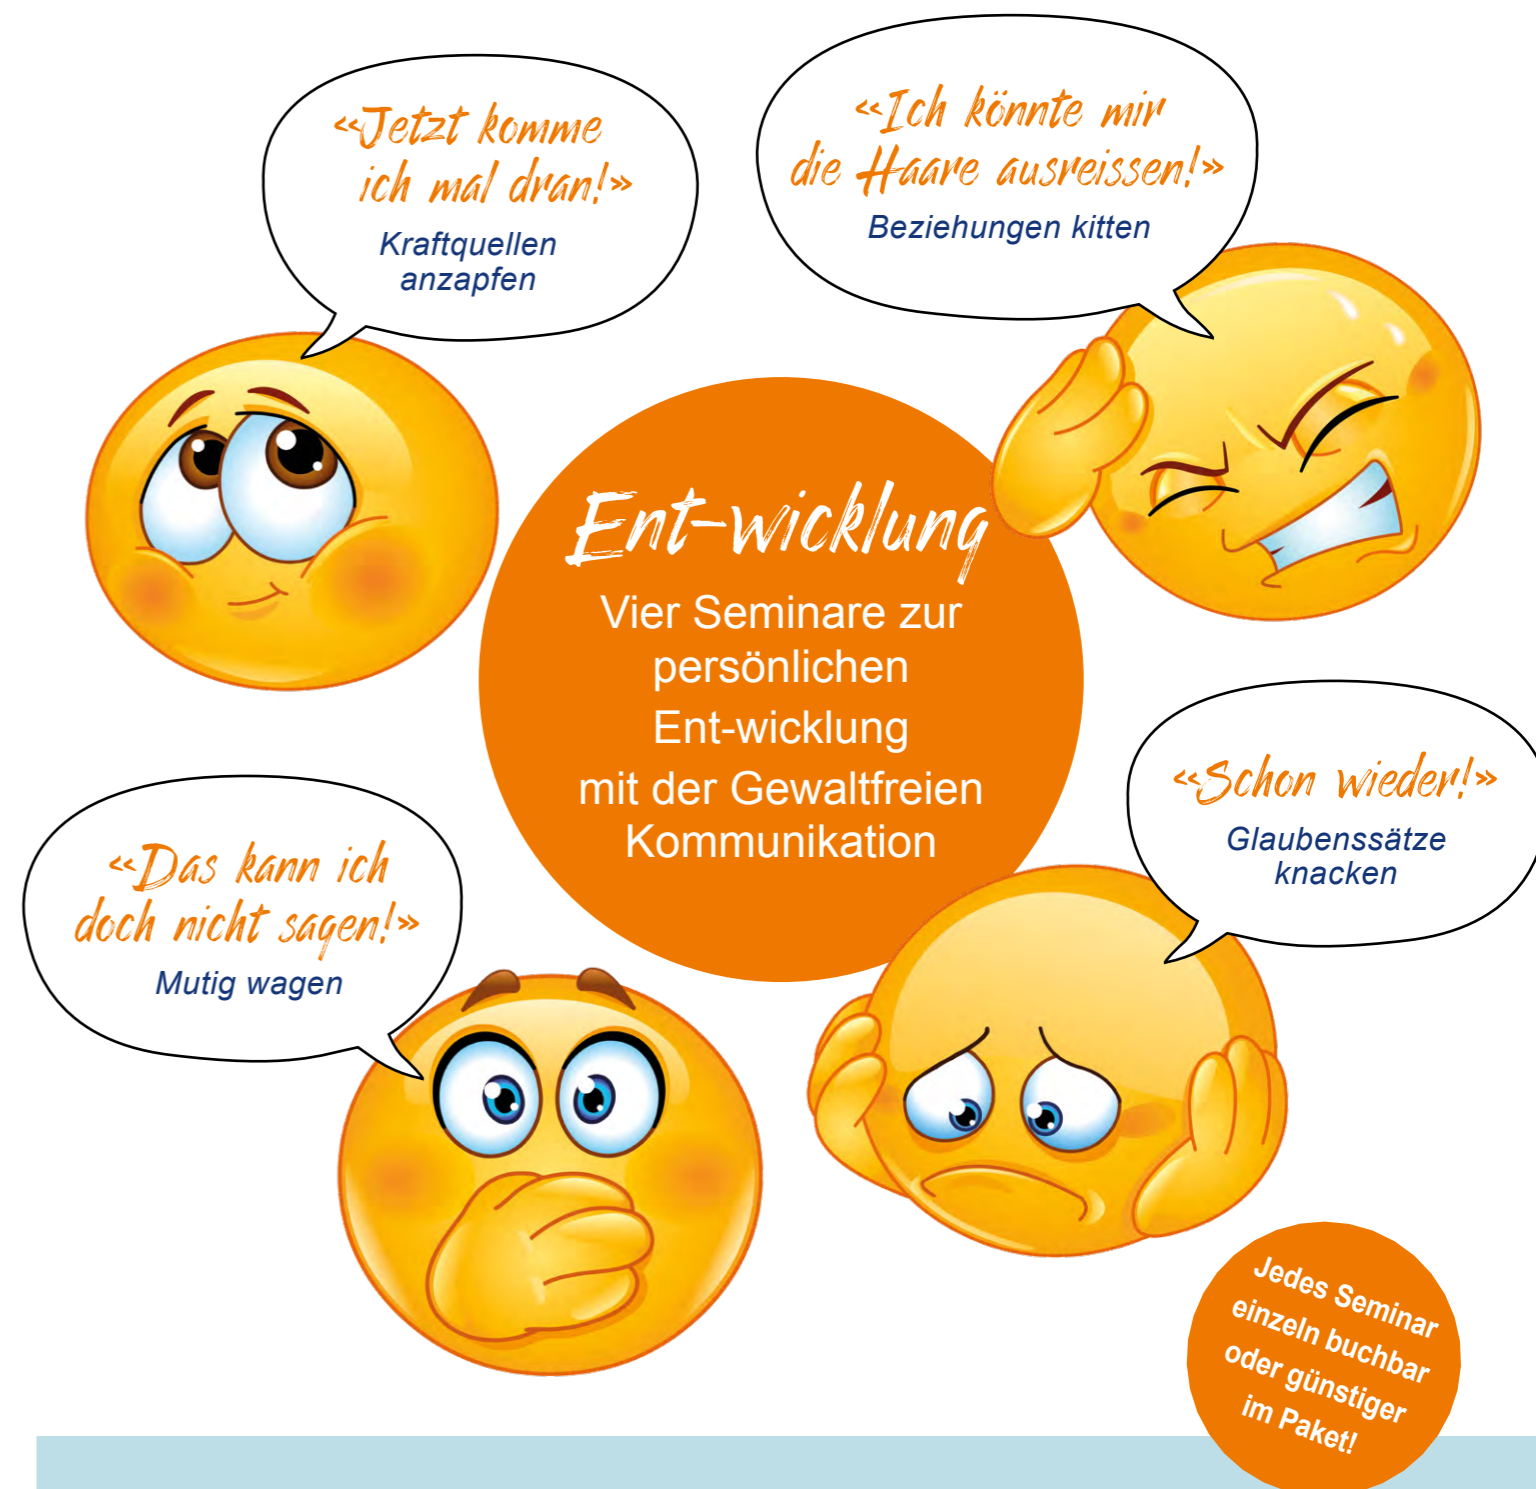 «Jetzt komme
ich mal dran!»
Kraftquellen
anzapfen
«Ich könnte mir
die Haare ausreissen!»
Beziehungen kitten
Ent-wicklung
Vier Seminare zur
persönlichen
Ent-wicklung
mit der Gewaltfreien
Kommunikation
«Das kann ich
doch nicht sagen!»
Mutig wagen
«Schon wieder!»
Glaubenssätze
knacken
Jedes Seminar
einzeln buchbar
oder günstiger
im Paket!